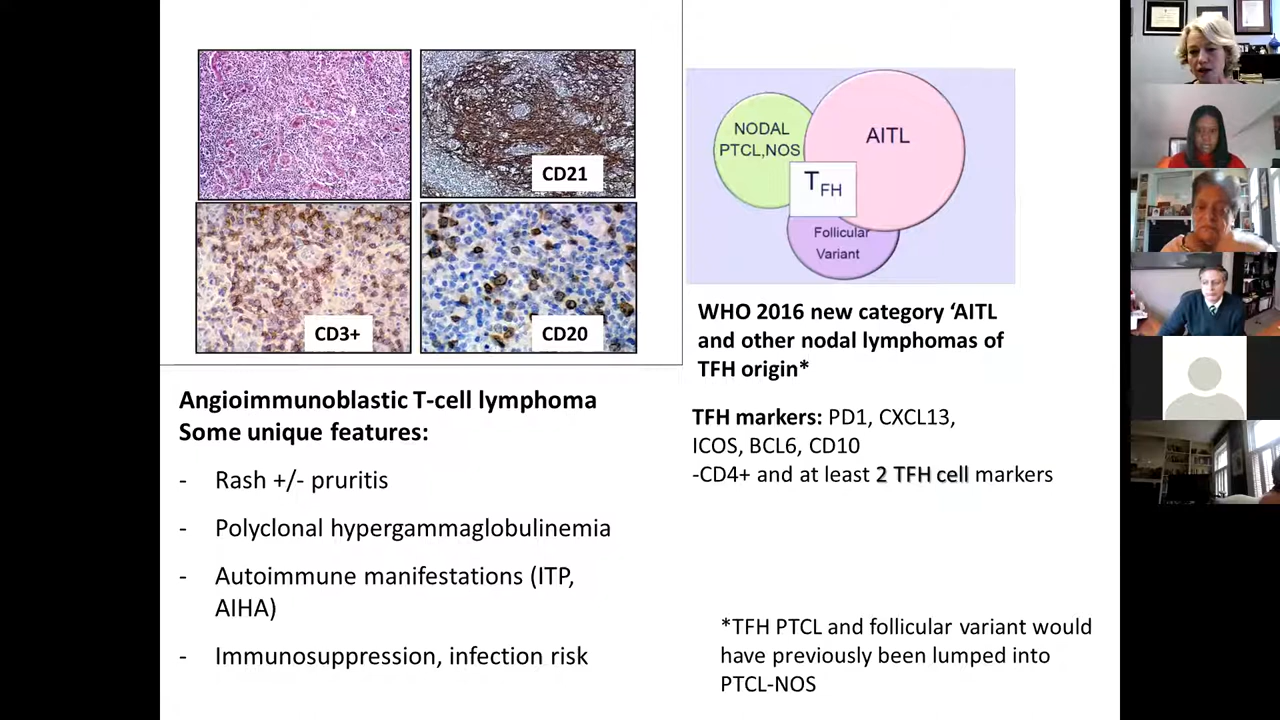 CD21
CD3+
CD20
Angioimmunoblastic T-cell lymphoma
Some unique features:
- Rash +/- pruritis
- Polyclonal hypergammaglobulinemia
- Autoimmune manifestations (ITP,
AIHA)
- Immunosuppression, infection risk
NODAL
PTCL,NOS
AITL
TFH
Follicular
Variant
WHO 2016 new category ‘AITL
and other nodal lymphomas of
TFH origin*
TFH markers: PD1, CXCL13,
ICOS, BCL6, CD10
-CD4+ and at least 2 TFH cell markers
*TFH PTCL and follicular variant would
have previously been lumped into
PTCL-NOS